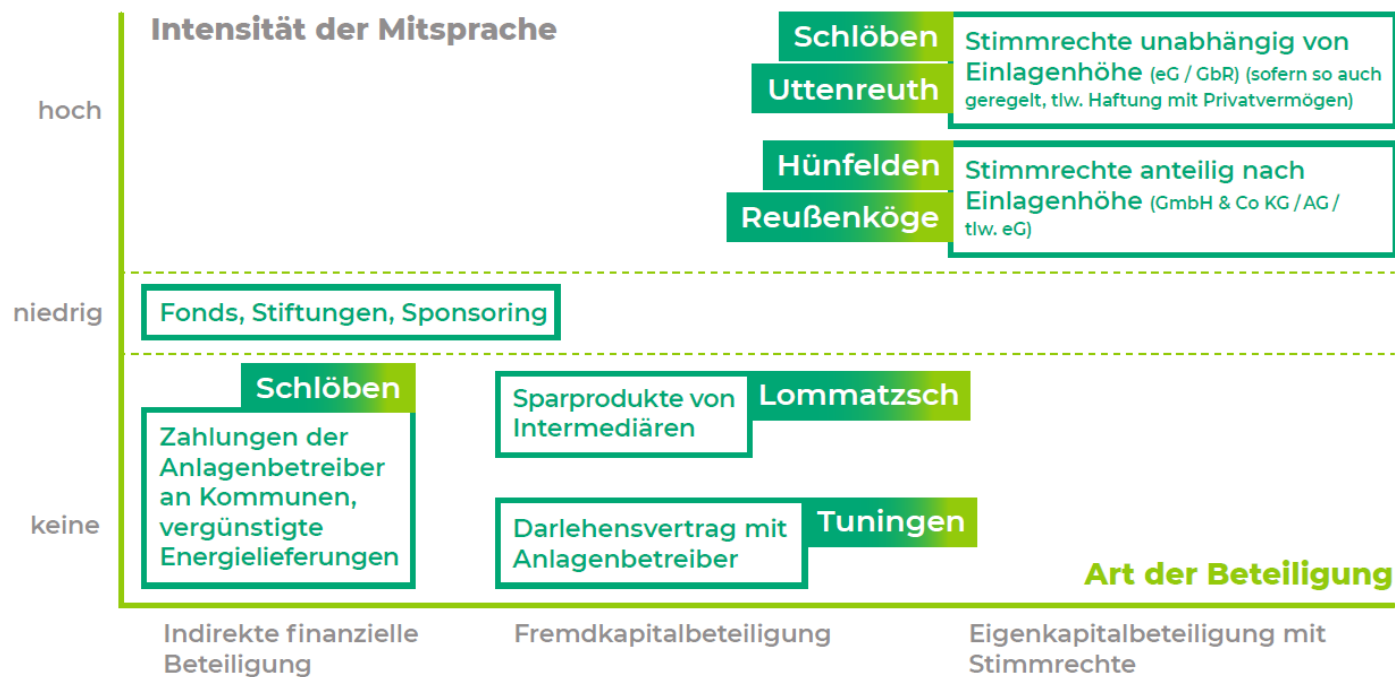 Intensität der Mitsprache
hoch
Schlöben
Uttenreuth
Stimmrechte unabhängig von
Einlagenhöhe (eG / GbR) (sofern so auch
geregelt, tlw. Haftung mit Privatvermögen)
Hünfelden
Reußenköge
Stimmrechte anteilig nach
Einlagenhöhe (GmbH & Co KG / AG /
tlw. eG)
niedrig
Fonds, Stiftungen, Sponsoring
keine
Schlöben
Zahlungen der
Anlagenbetreiber
an Kommunen,
vergünstigte
Energielieferungen
Sparprodukte von
Intermediären
Lommatzsch
Darlehensvertrag mit
Anlagenbetreiber
Tuningen
Art der Beteiligung
Indirekte finanzielle
Beteiligung
Fremdkapitalbeteiligung
Eigenkapitalbeteiligung mit
Stimmrechte